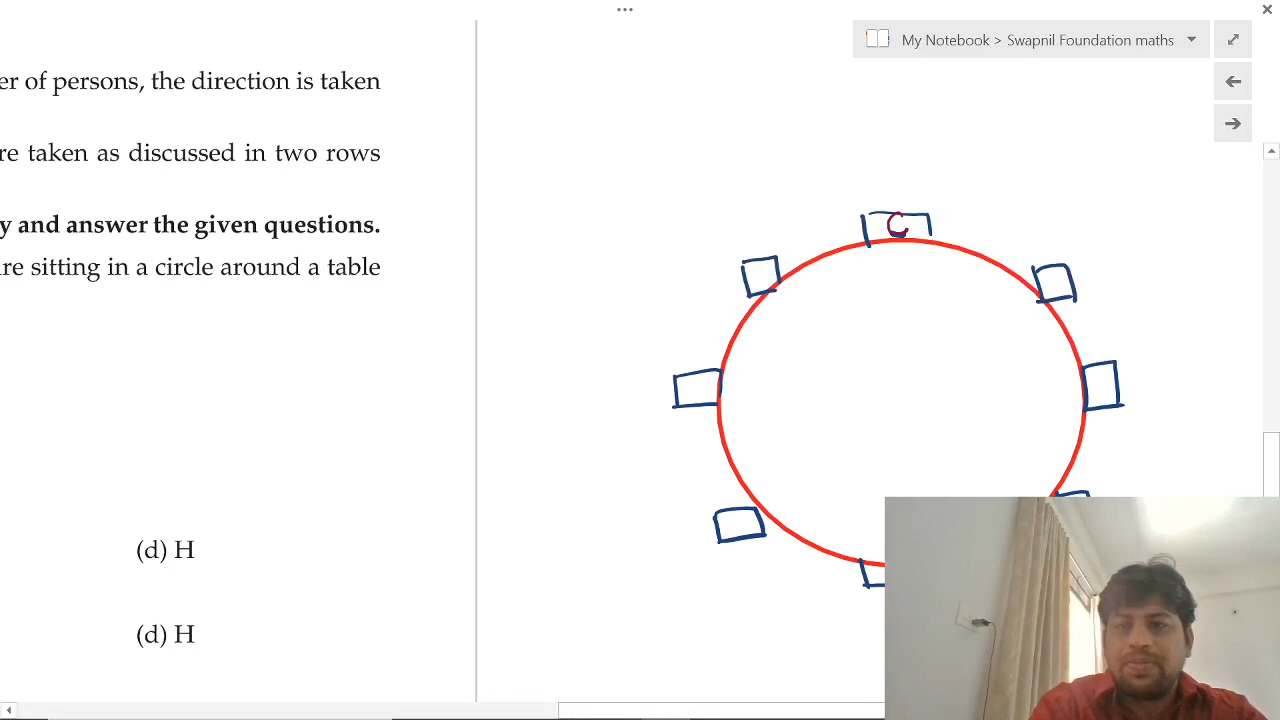 My Notebook > Swapnil Foundation maths
er of persons, the direction is taken
re taken as discussed in two rows
y and answer the given questions.
re sitting in a circle around a table
C
(d) H
(d) H